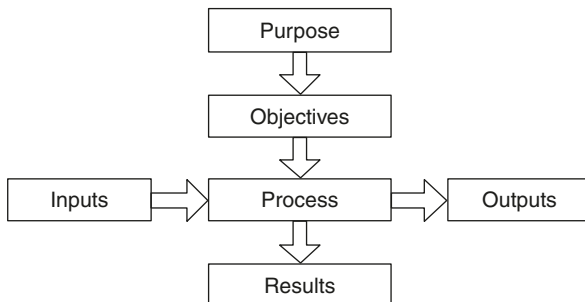 Purpose
Objectives
Inputs
Process
Outputs
Results